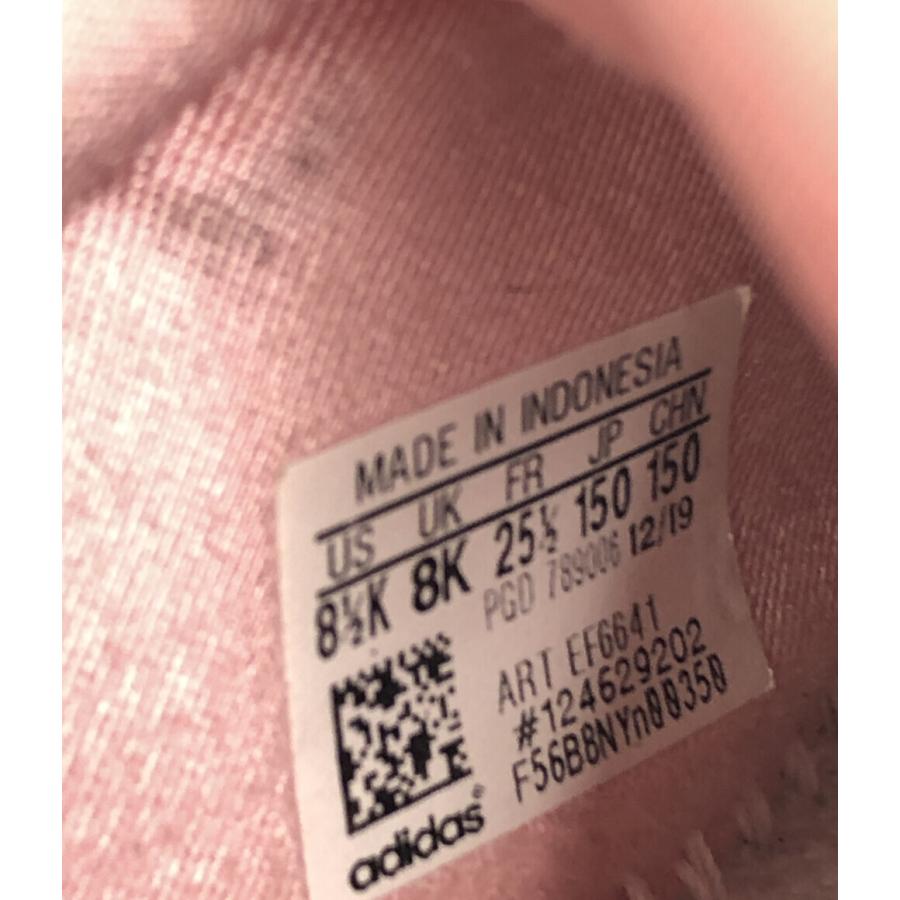 MADE IN INDONESIA
US UK FR JP CHN
8½K 8K 25½ 150 150
PGD 789006 12/19
ART EF6641
#124629202
F56B8NYn00350
adidas®